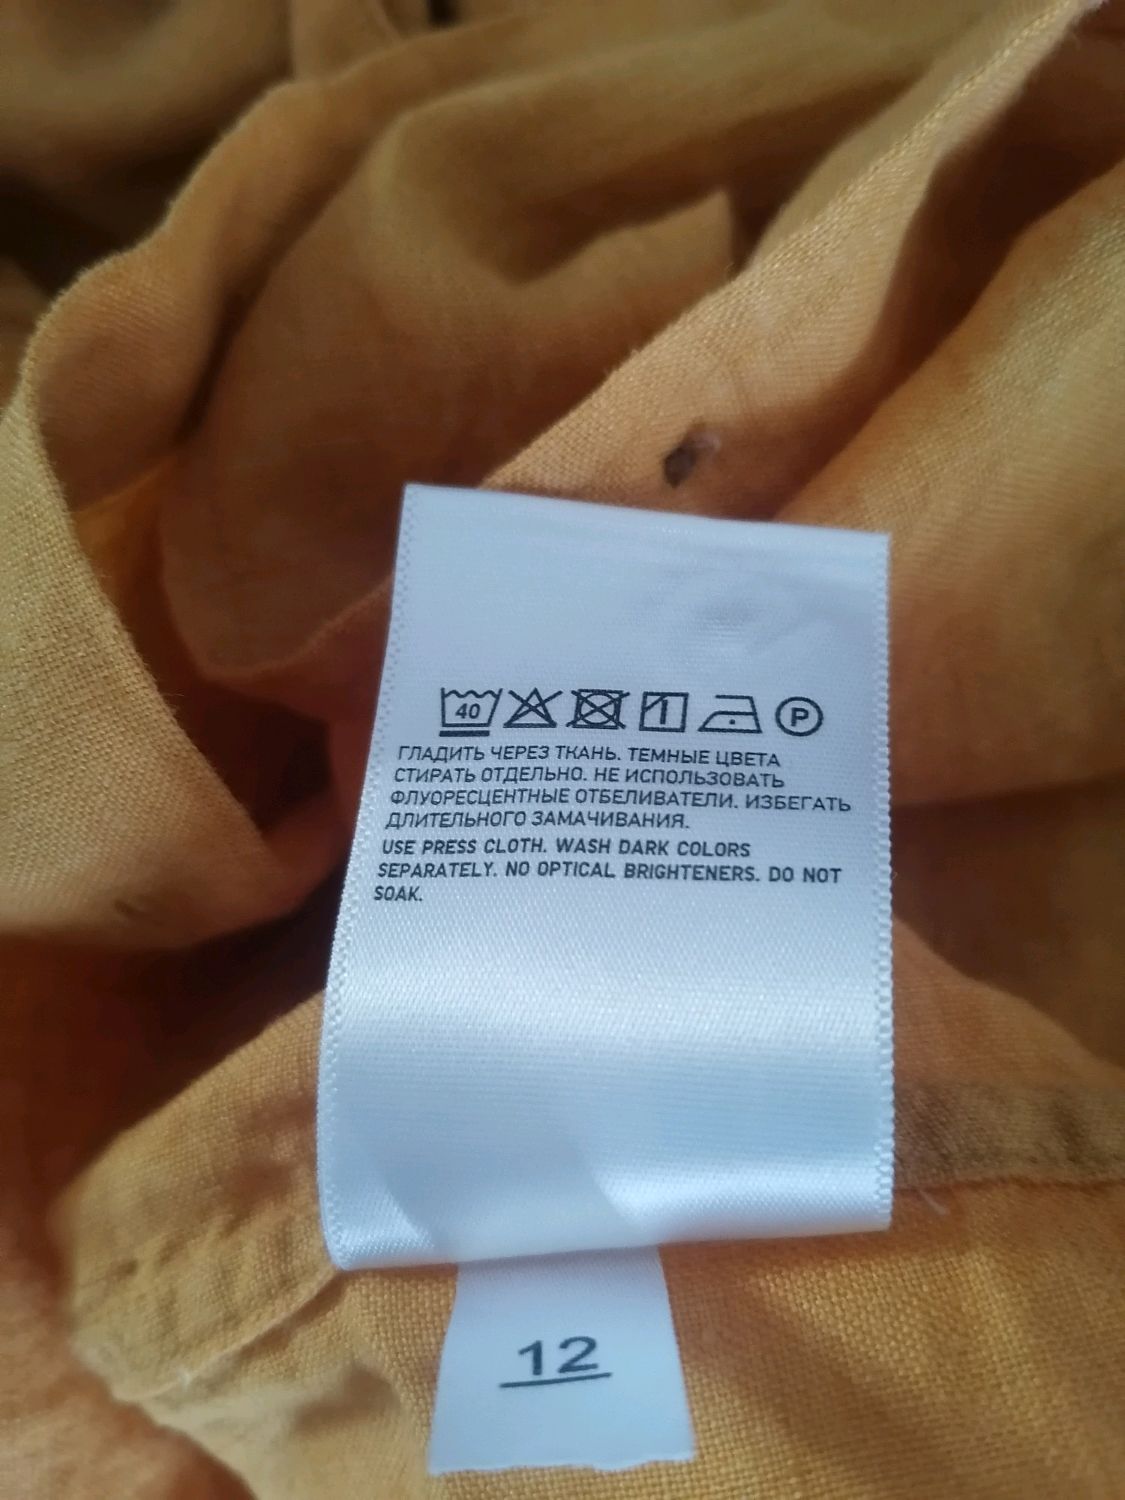 40 P
ГЛАДИТЬ ЧЕРЕЗ ТКАНЬ. ТЕМНЫЕ ЦВЕТА
СТИРАТЬ ОТДЕЛЬНО. НЕ ИСПОЛЬЗОВАТЬ
ФЛУОРЕСЦЕНТНЫЕ ОТБЕЛИВАТЕЛИ. ИЗБЕГАТЬ
ДЛИТЕЛЬНОГО ЗАМАЧИВАНИЯ.
USE PRESS CLOTH. WASH DARK COLORS
SEPARATELY. NO OPTICAL BRIGHTENERS. DO NOT
SOAK.
12